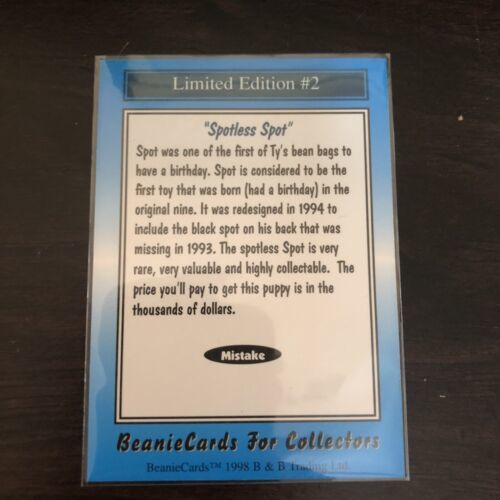 Limited Edition #2
"Spotless Spot"
Spot was one of the first of Ty's bean bags to
have a birthday. Spot is considered to be the
first toy that was born (had a birthday) in the
original nine. It was redesigned in 1994 to
include the black spot on his back that was
missing in 1993. The spotless Spot is very
rare, very valuable and highly collectable. The
price you'll pay to get this puppy is in the
thousands of dollars.
Mistake
BeanieCards For Collectors
BeanieCards™ 1998 B & B Trading Ltd.